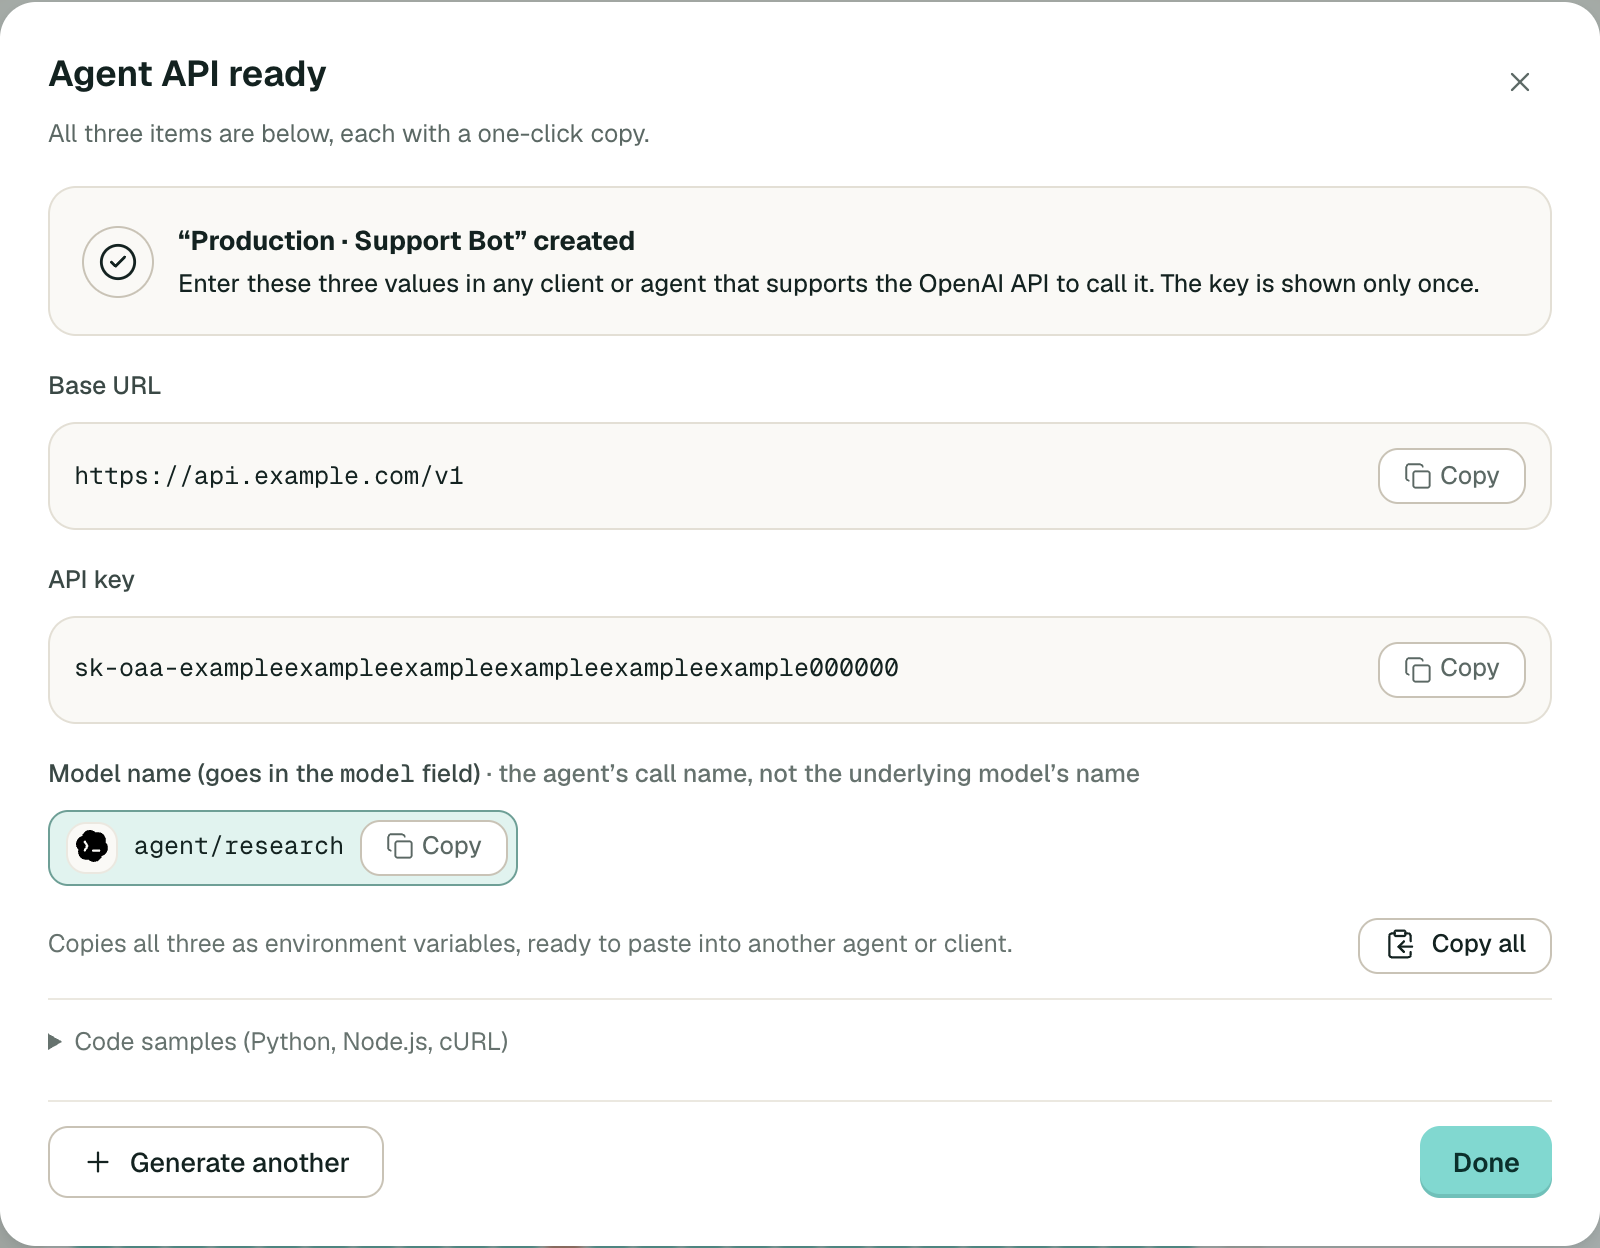 Agent API ready
All three items are below, each with a one-click copy.
“Production · Support Bot” created
Enter these three values in any client or agent that supports the OpenAI API to call it. The key is shown only once.
Base URL
https://api.example.com/v1
Copy
API key
sk-oaa-exampleexampleexampleexampleexampleexample000000
Copy
Model name (goes in the model field) · the agent’s call name, not the underlying model’s name
agent/research
Copy
Copies all three as environment variables, ready to paste into another agent or client.
Copy all
Code samples (Python, Node.js, cURL)
Generate another
Done